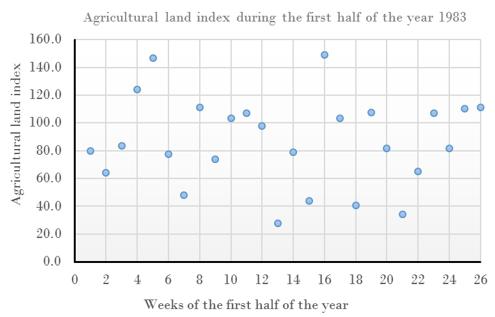 Agricultural land index during the first half of the year 1983
Agricultural land index
160.0
140.0
120.0
100.0
80.0
60.0
40.0
20.0
0.0
0 2 4 6 8 10 12 14 16 18 20 22 24 26
Weeks of the first half of the year